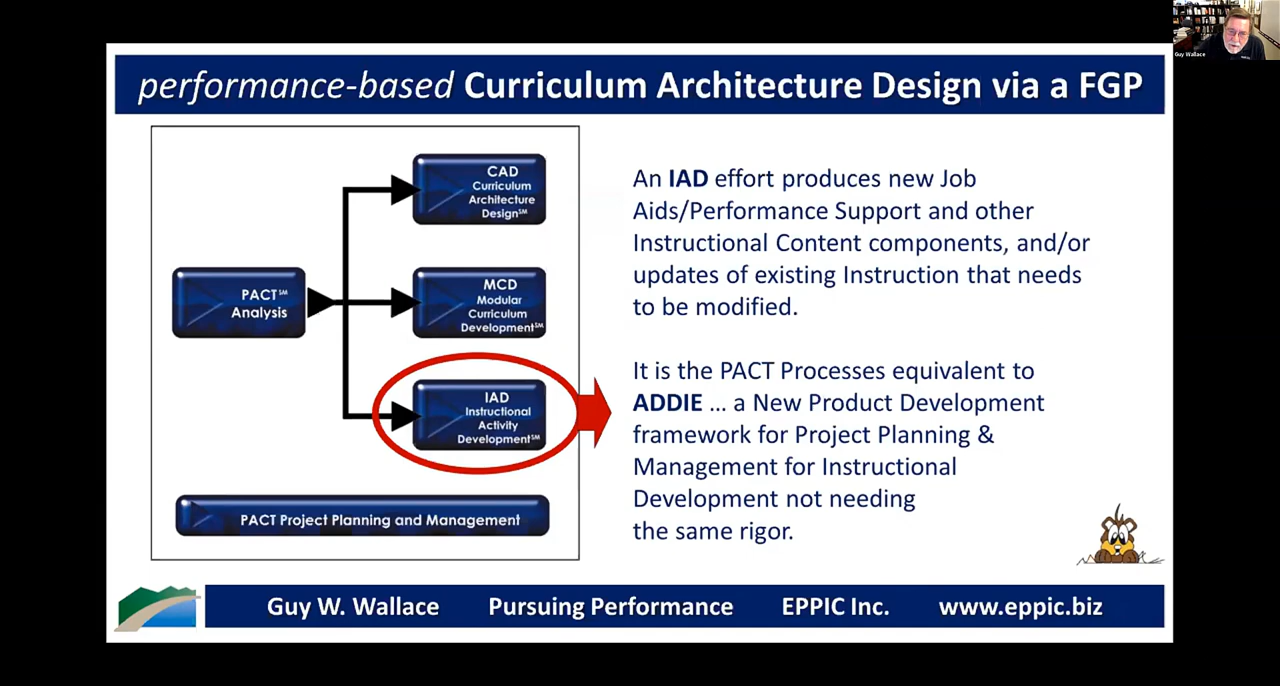 Guy Wallace
performance-based Curriculum Architecture Design via a FGP
CAD
Curriculum
Architecture
Design℠
PACT℠
Analysis
MCD
Modular
Curriculum
Development℠
IAD
Instructional
Activity
Development℠
PACT Project Planning and Management
An IAD effort produces new Job
Aids/Performance Support and other
Instructional Content components, and/or
updates of existing Instruction that needs
to be modified.
It is the PACT Processes equivalent to
ADDIE … a New Product Development
framework for Project Planning &
Management for Instructional
Development not needing
the same rigor.
Guy W. Wallace Pursuing Performance EPPIC Inc. www.eppic.biz